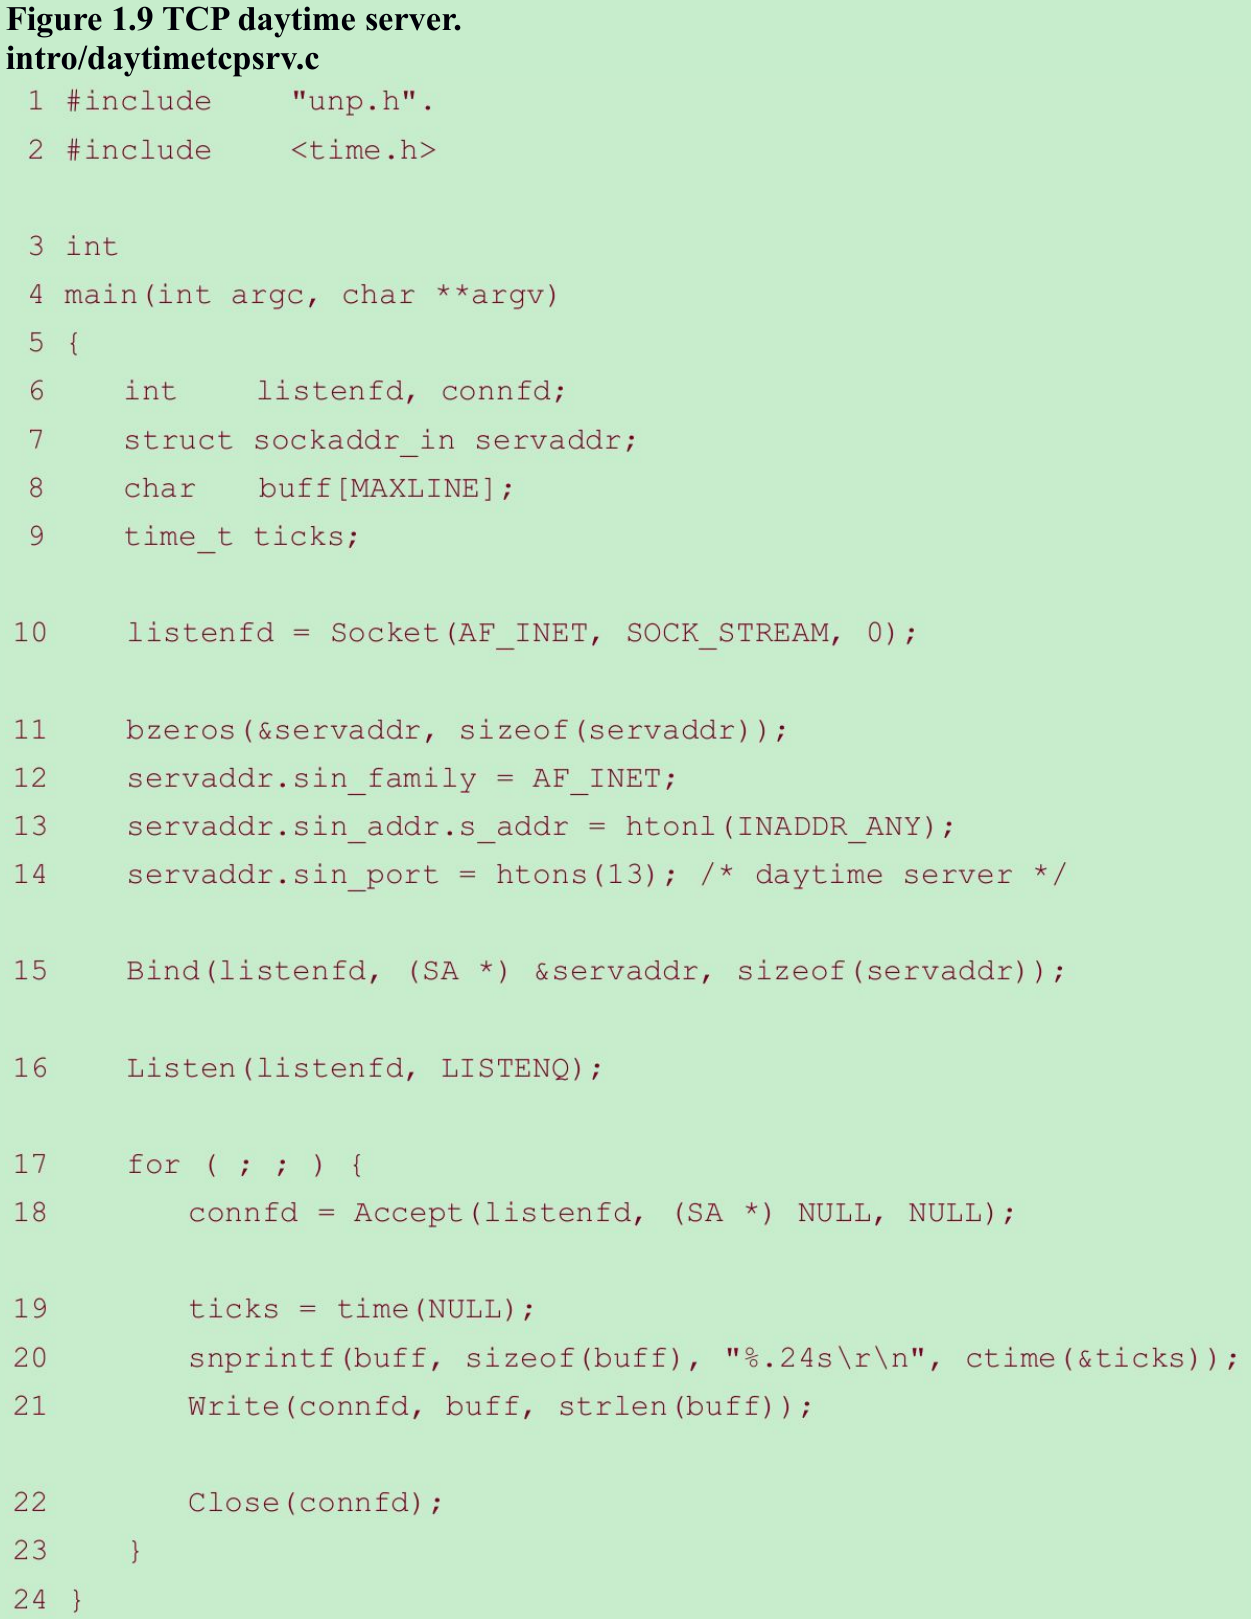 Figure 1.9 TCP daytime server.
intro/daytimetcpsrv.c
1 #include    "unp.h".
2 #include    <time.h>
3 int
4 main(int argc, char **argv)
5 {
6     int    listenfd, connfd;
7     struct sockaddr_in servaddr;
8     char   buff[MAXLINE];
9     time_t ticks;
10     listenfd = Socket(AF_INET, SOCK_STREAM, 0);
11     bzeros(&servaddr, sizeof(servaddr));
12     servaddr.sin_family = AF_INET;
13     servaddr.sin_addr.s_addr = htonl(INADDR_ANY);
14     servaddr.sin_port = htons(13); /* daytime server */
15     Bind(listenfd, (SA *) &servaddr, sizeof(servaddr));
16     Listen(listenfd, LISTENQ);
17     for ( ; ; ) {
18         connfd = Accept(listenfd, (SA *) NULL, NULL);
19         ticks = time(NULL);
20         snprintf(buff, sizeof(buff), "%.24s\r\n", ctime(&ticks));
21         Write(connfd, buff, strlen(buff));
22         Close(connfd);
23     }
24 }